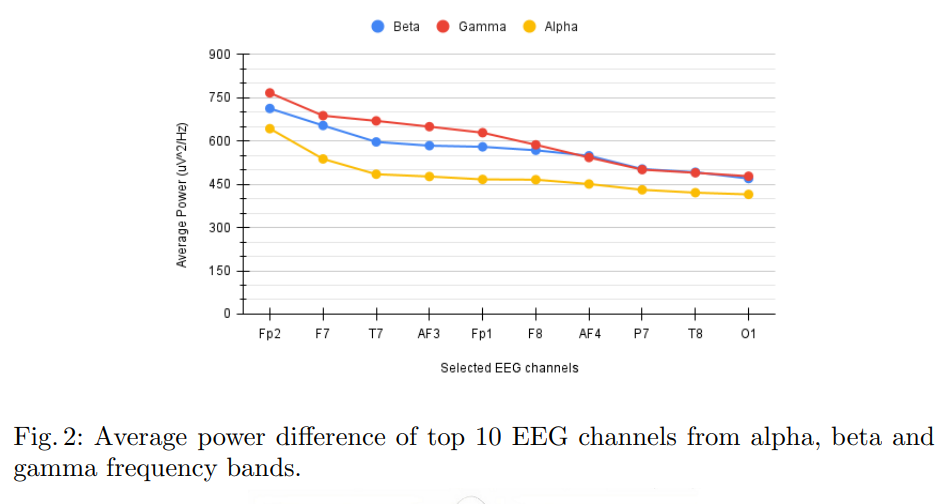 Beta Gamma Alpha
900
750
600
450
300
150
0
Average Power (uV^2/Hz)
Fp2 F7 T7 AF3 Fp1 F8 AF4 P7 T8 O1
Selected EEG channels
Fig. 2: Average power difference of top 10 EEG channels from alpha, beta and
gamma frequency bands.